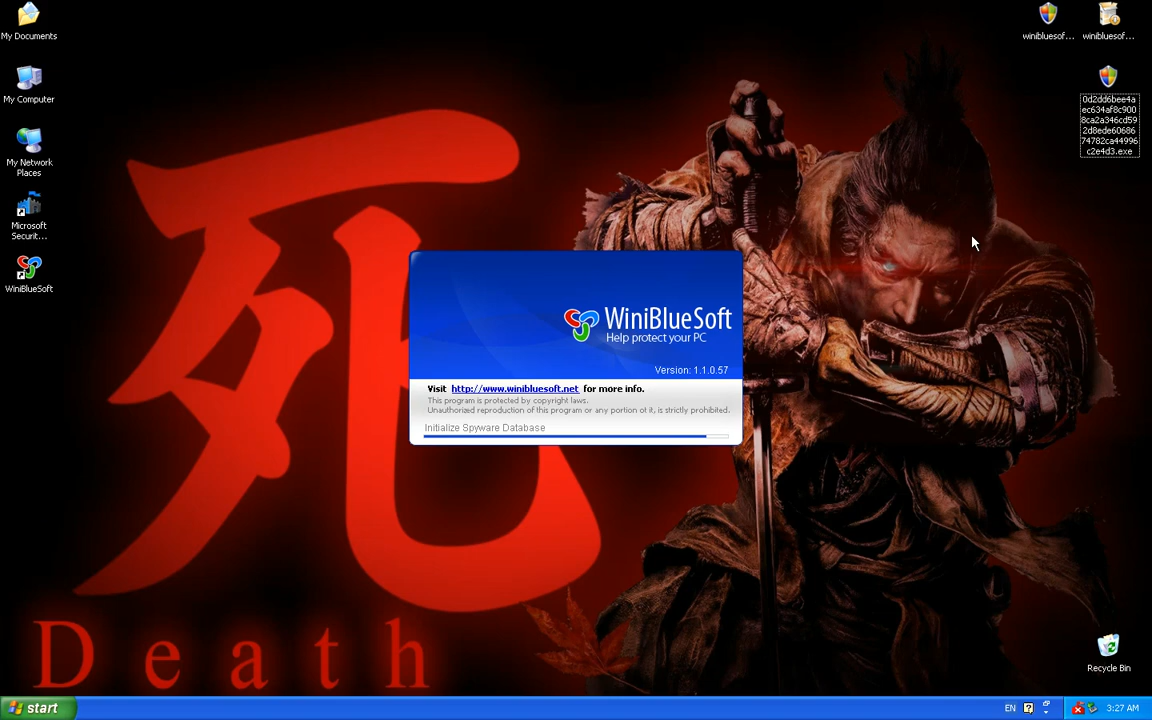 My Documents
My Computer
My Network
Places
Microsoft
Securit...
WiniBlueSoft
winibluesof...
winibluesof...
0d2dd6bee4a
ec634af8c900
8ca2a346cd59
2d8ede60686
74782ca44996
c2e4d3.exe
死
Death
WiniBlueSoft
Help protect your PC
Version: 1.1.0.57
Visit http://www.winibluesoft.net for more info.
This program is protected by copyright laws.
Unauthorized reproduction of this program or any portion ot it, is strictly prohibited.
Initialize Spyware Database
Recycle Bin
start
EN
3:27 AM